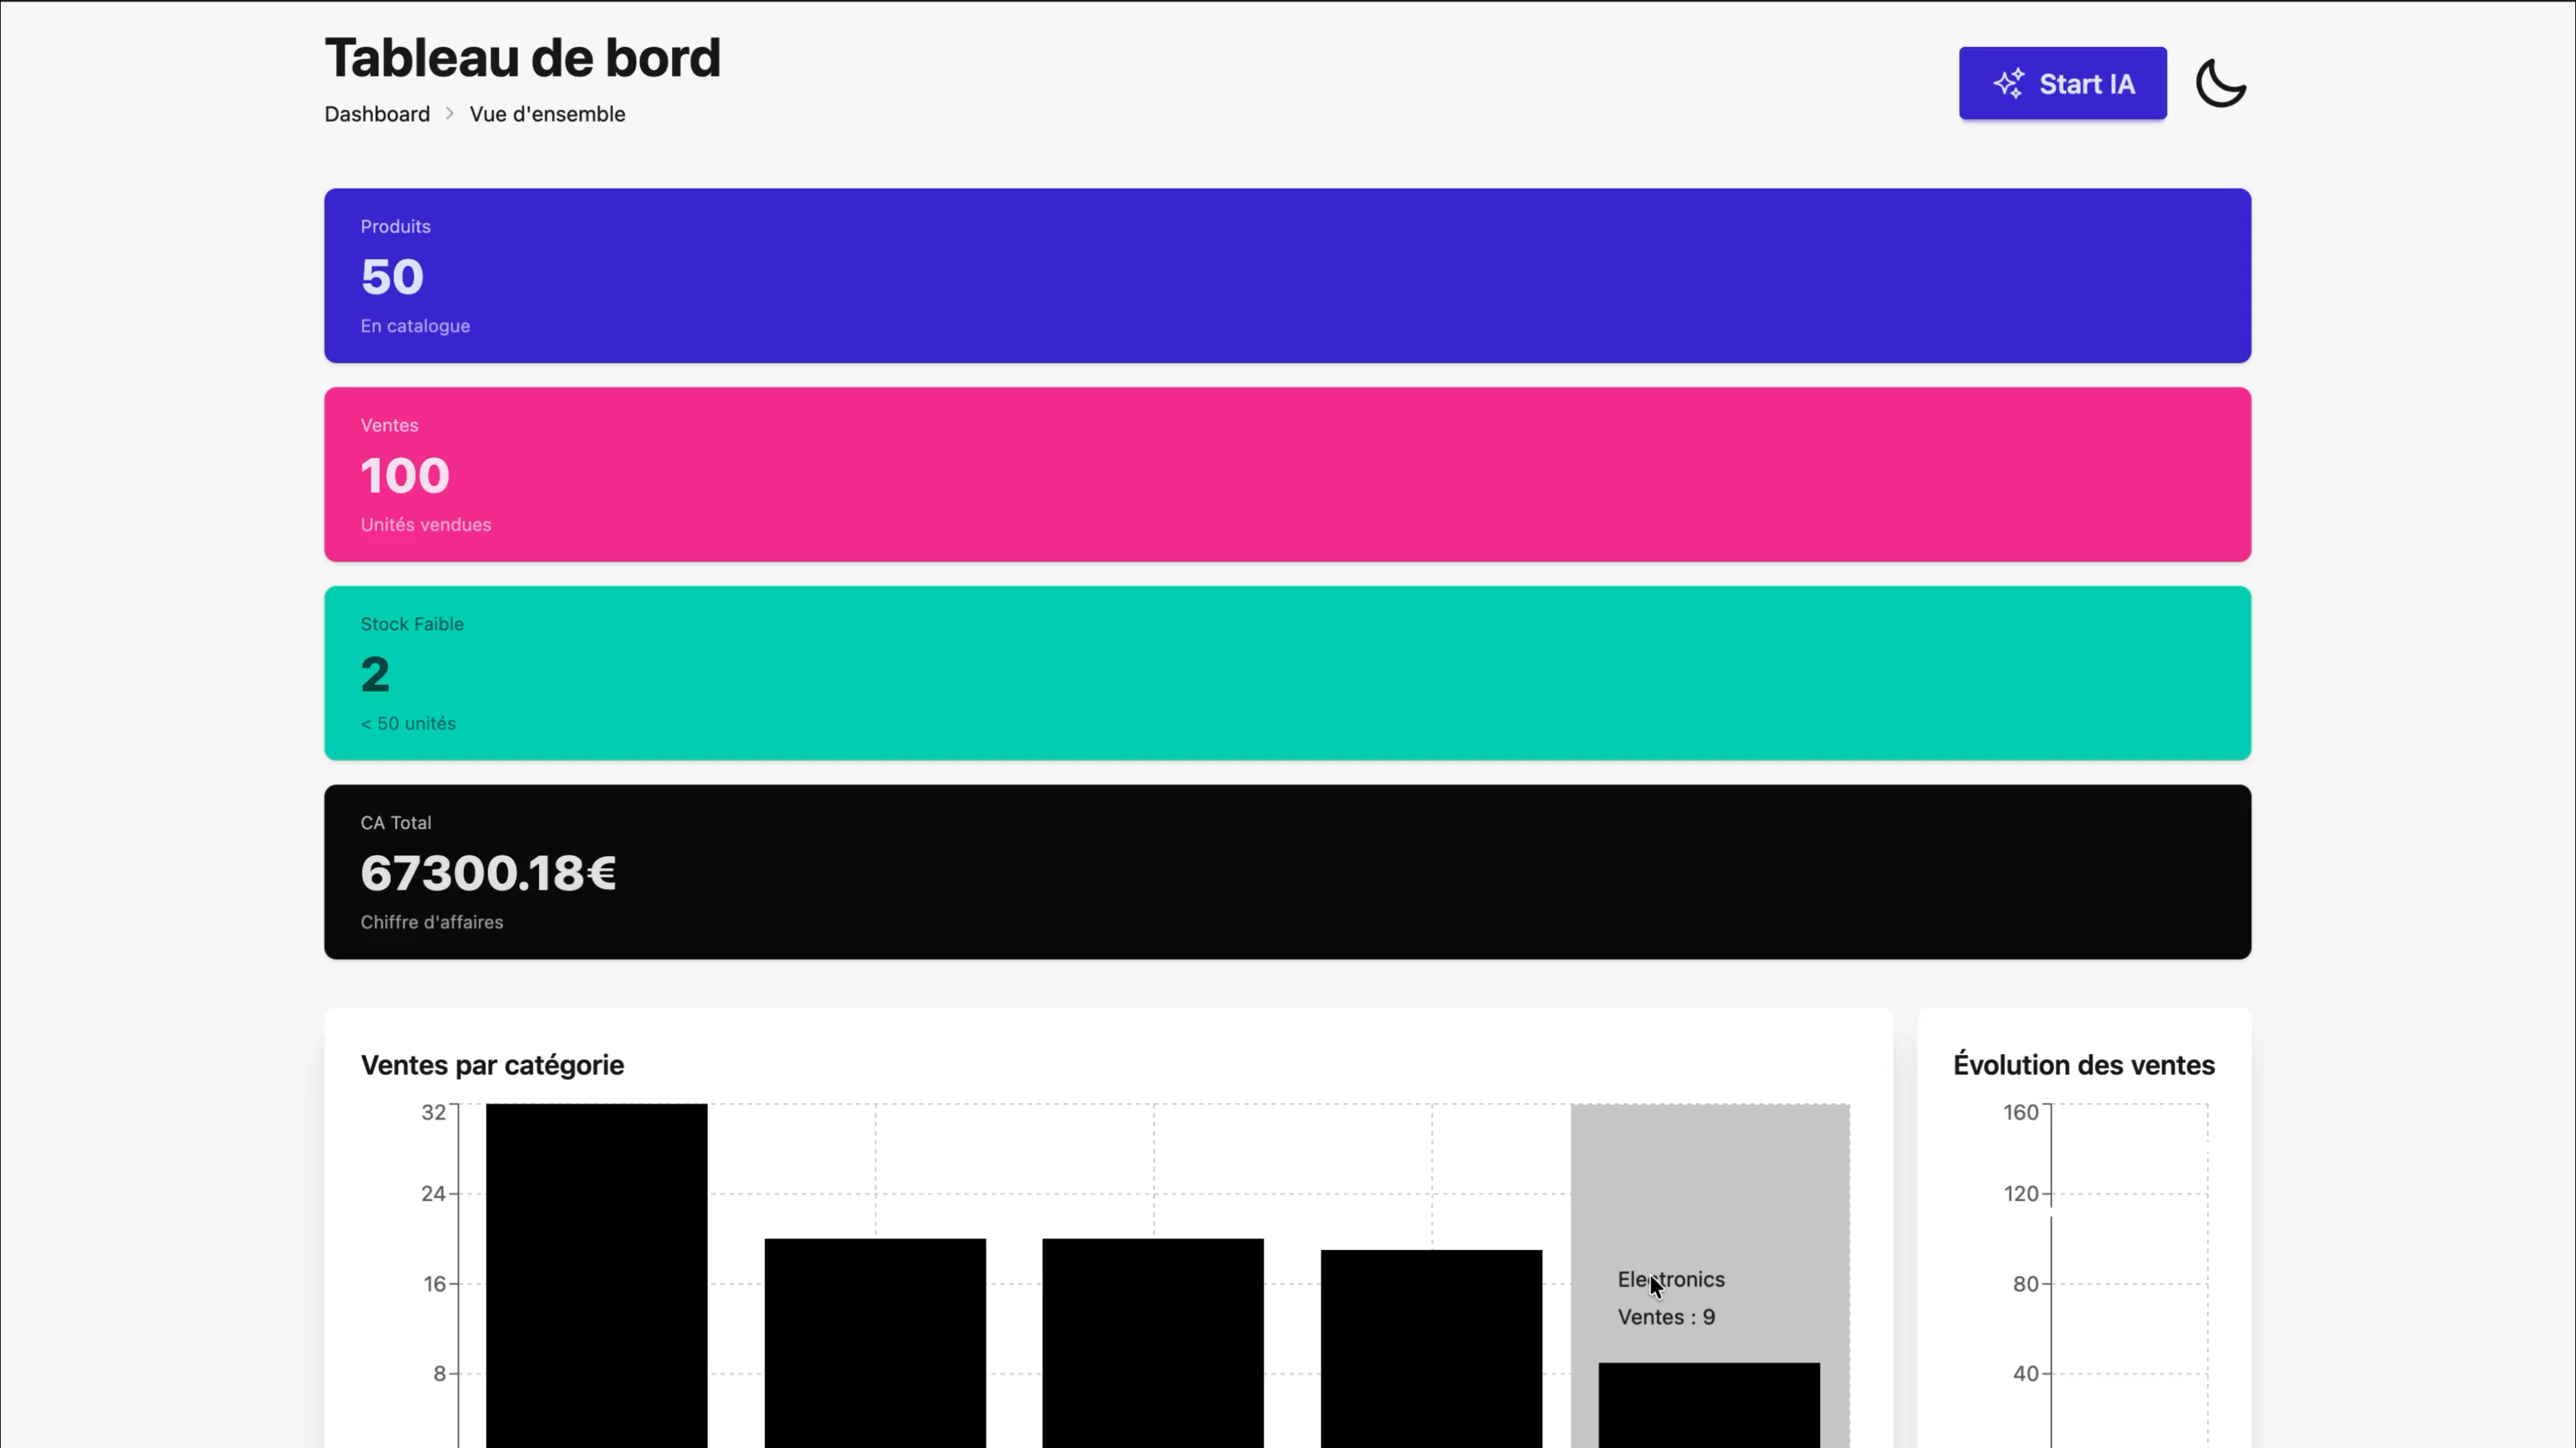 Tableau de bord
Start IA
Dashboard > Vue d'ensemble
Produits
50
En catalogue
Ventes
100
Unités vendues
Stock Faible
2
< 50 unités
CA Total
67300.18€
Chiffre d'affaires
Ventes par catégorie
32
24
16
8
Electronics
Ventes : 9
Évolution des ventes
160
120
80
40